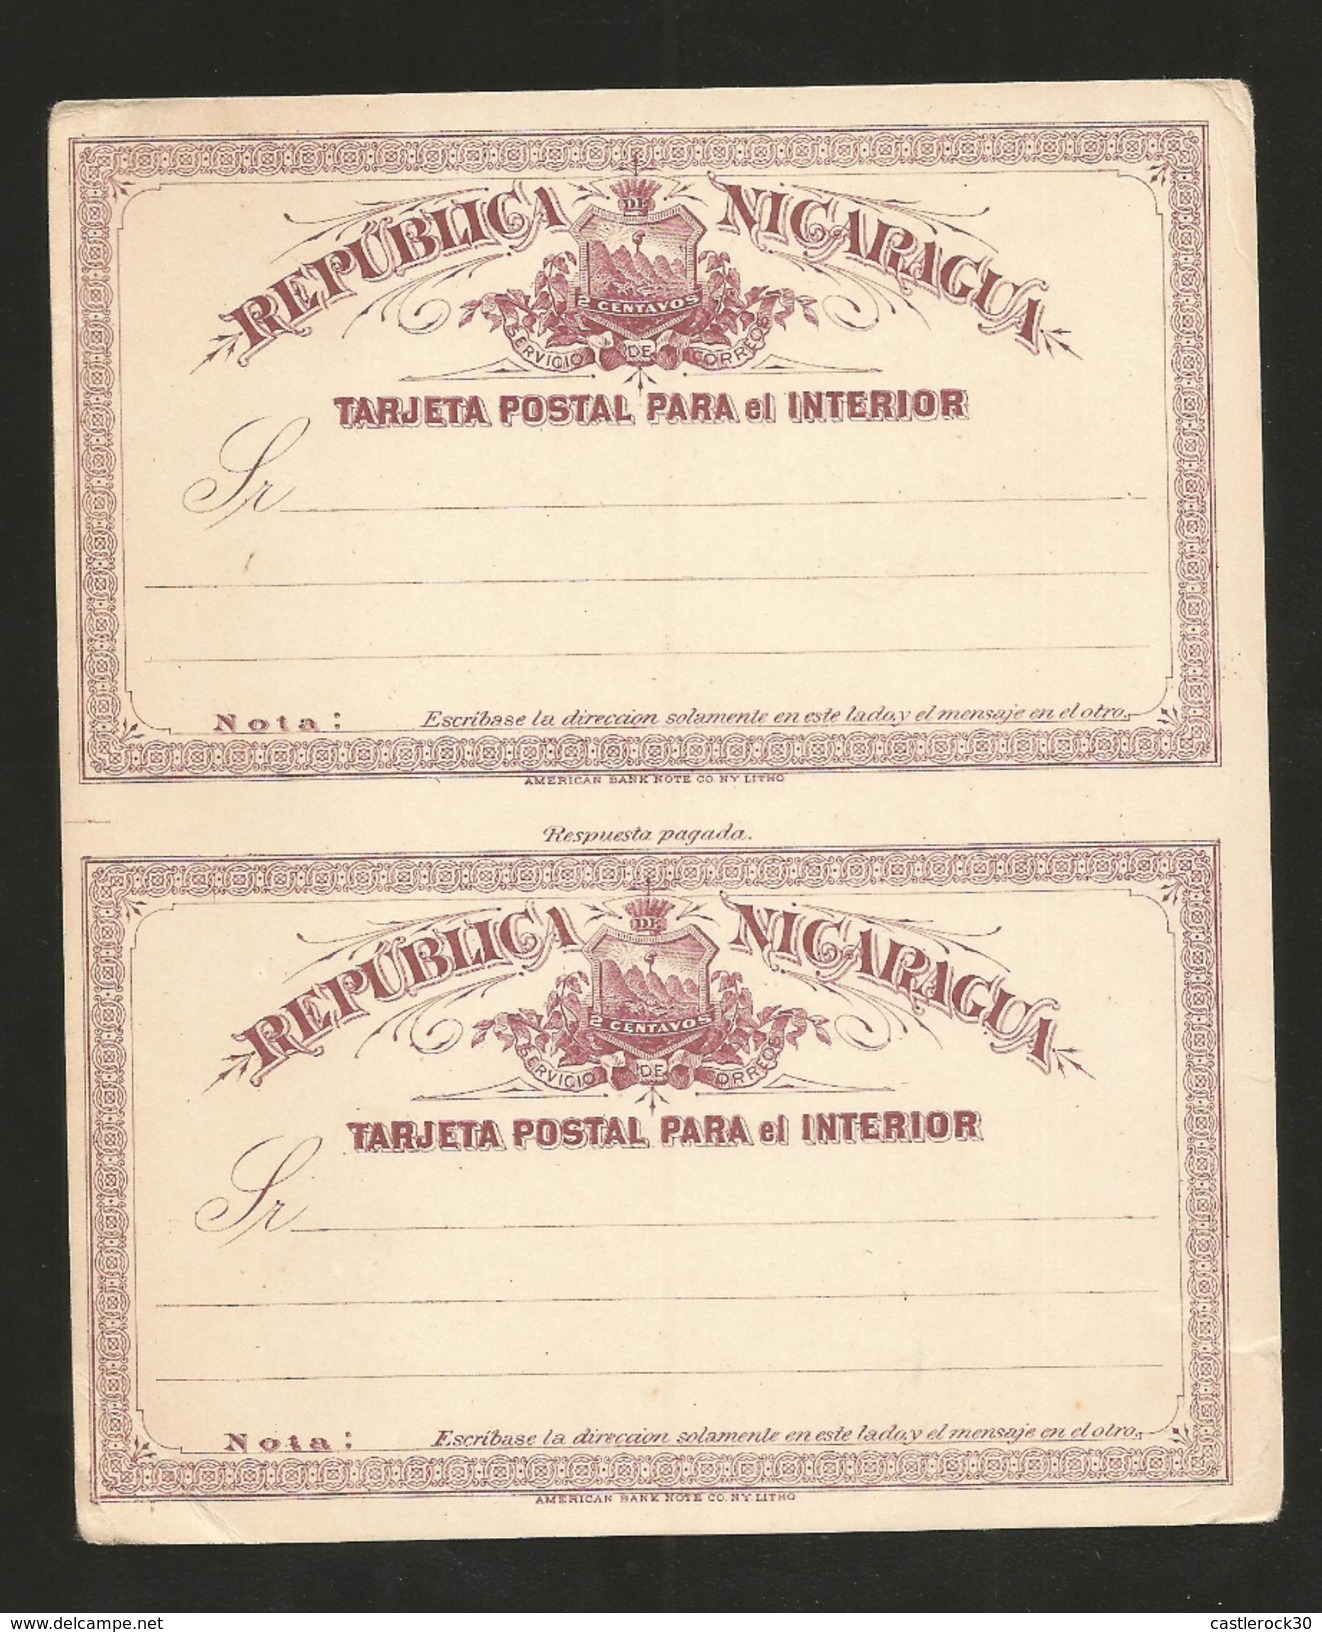 REPÚBLICA DE NICARAGUA
2 CENTAVOS
SERVICIO DE CORREOS
TARJETA POSTAL PARA el INTERIOR
Sr
Nota: Escríbase la direccion solamente en este lado, y el mensaje en el otro.
AMERICAN BANK NOTE CO. NY. LITHO
Respuesta pagada.
REPÚBLICA DE NICARAGUA
2 CENTAVOS
SERVICIO DE CORREOS
TARJETA POSTAL PARA el INTERIOR
Sr
Nota: Escríbase la direccion solamente en este lado, y el mensaje en el otro.
AMERICAN BANK NOTE CO. NY. LITHO
www.delcampe.net
castlerock30